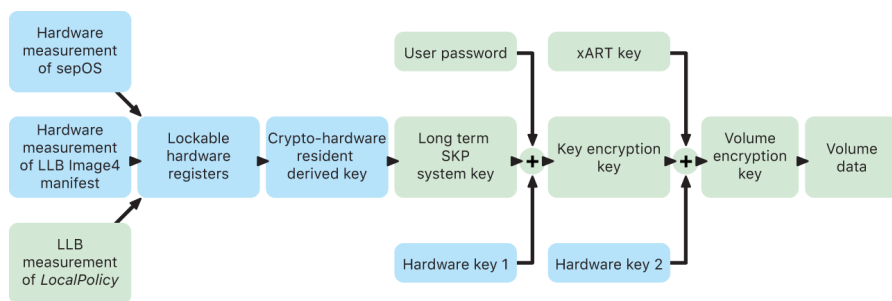 Hardware
measurement
of sepOS
User password
xART key
Hardware
measurement
of LLB Image4
manifest
Lockable
hardware
registers
Crypto-hardware
resident
derived key
Long term
SKP
system key
+
Key encryption
key
+
Volume
encryption
key
Volume
data
LLB
measurement
of LocalPolicy
Hardware key 1
Hardware key 2